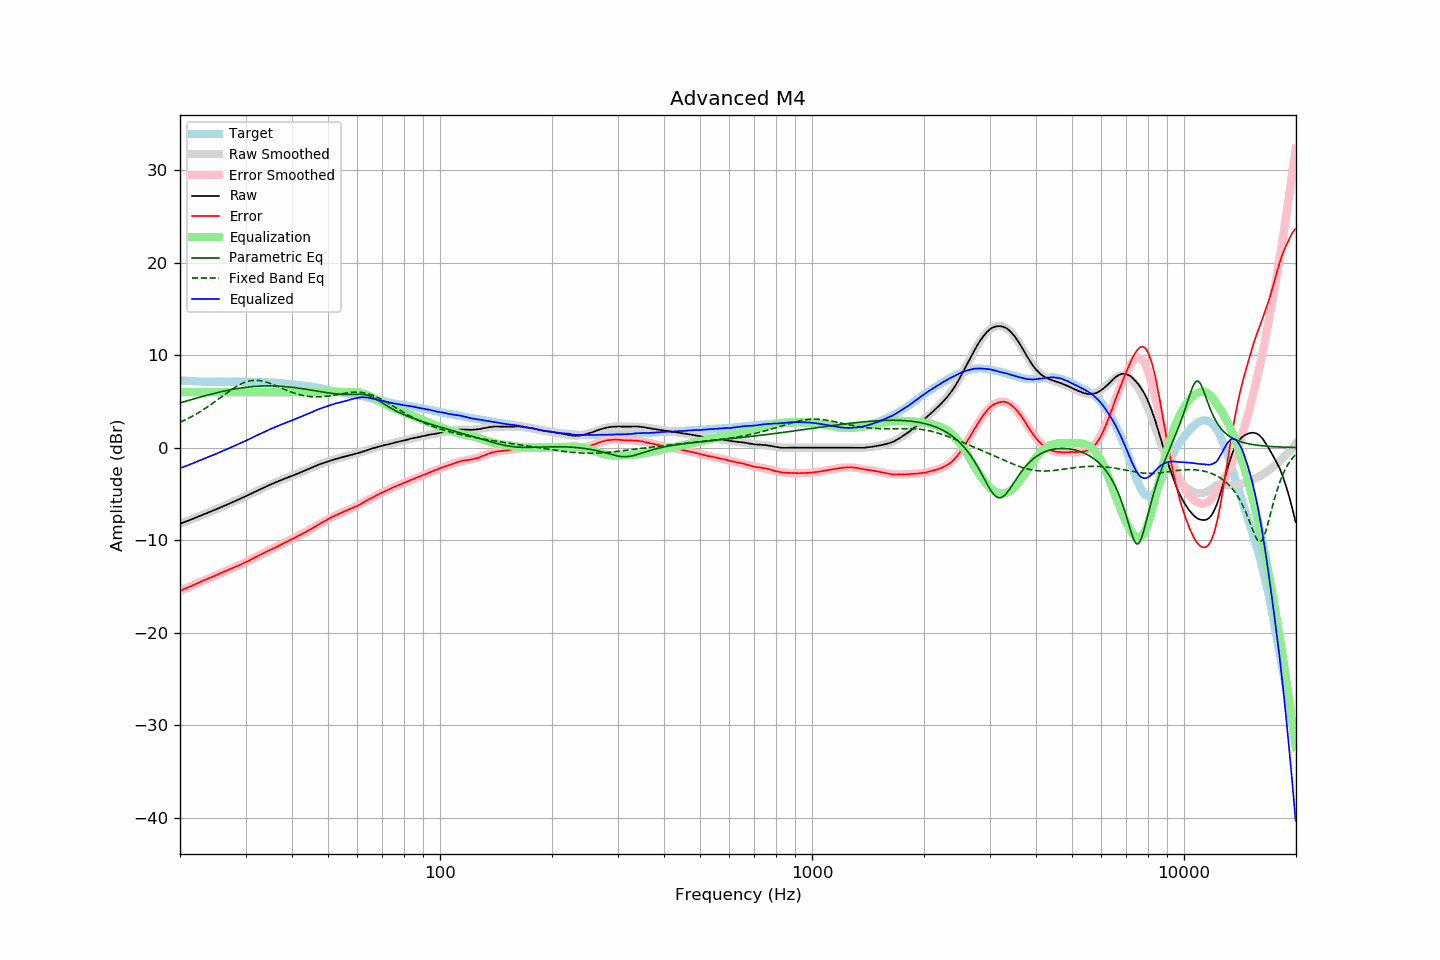 Advanced M4
Target
Raw Smoothed
Error Smoothed
Raw
Error
Equalization
Parametric Eq
Fixed Band Eq
Equalized
30
20
10
0
−10
−20
−30
−40
Amplitude (dBr)
100
1000
10000
Frequency (Hz)